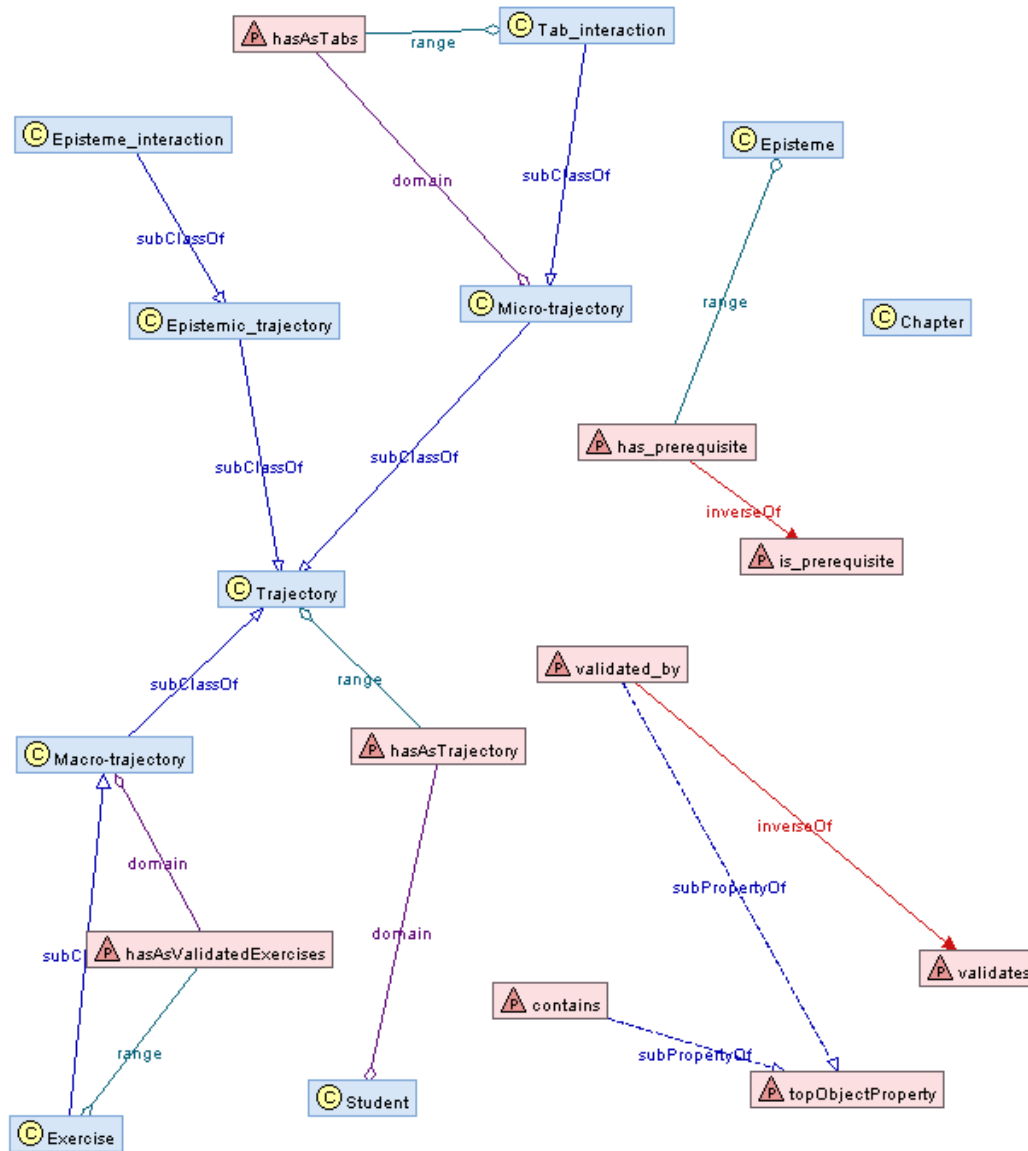 P hasAsTabs
range
C Tab_interaction
C Episteme_interaction
C Episteme
domain
subClassOf
subClassOf
range
C Epistemic_trajectory
C Micro-trajectory
C Chapter
P has_prerequisite
subClassOf
subClassOf
inverseOf
P is_prerequisite
C Trajectory
P validated_by
subClassOf
range
C Macro-trajectory
P hasAsTrajectory
inverseOf
domain
subPropertyOf
domain
subCl
P hasAsValidatedExercises
P validates
P contains
range
subPropertyOf
P topObjectProperty
C Student
C Exercise